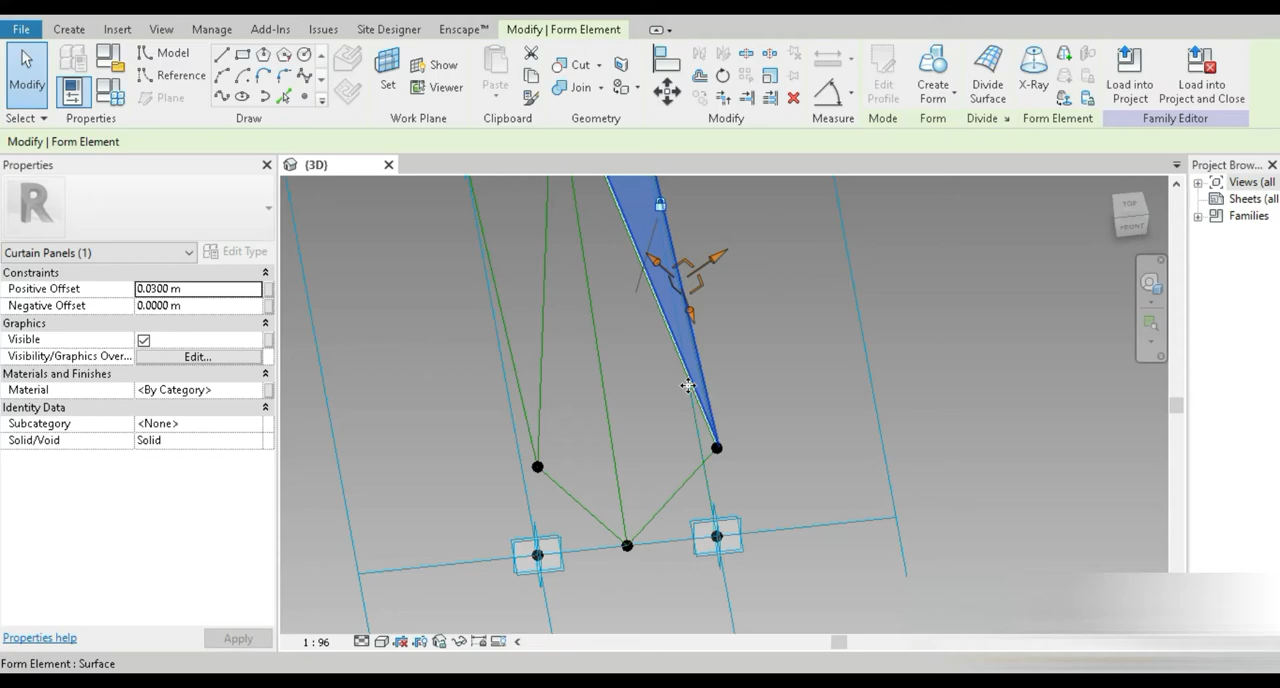 File Create Insert View Manage Add-Ins Issues Site Designer Enscape™ Modify | Form Element
Modify
Model
Reference
Plane
Set
Show
Viewer
Paste
Cut
Join
Edit Profile
Create Form
Divide Surface
X-Ray
Load into Project
Load into Project and Close
Select Properties Draw Work Plane Clipboard Geometry Modify Measure Mode Form Divide Form Element Family Editor
Modify | Form Element
Properties
{3D}
Project Brow...
R
Views (all
Sheets (all
Families
TOP
FRONT
Curtain Panels (1)
Edit Type
Constraints
Positive Offset 0.0300 m
Negative Offset 0.0000 m
Graphics
Visible
Visibility/Graphics Over... Edit...
Materials and Finishes
Material <By Category>
Identity Data
Subcategory <None>
Solid/Void Solid
Properties help
Apply
1 : 96
Form Element : Surface